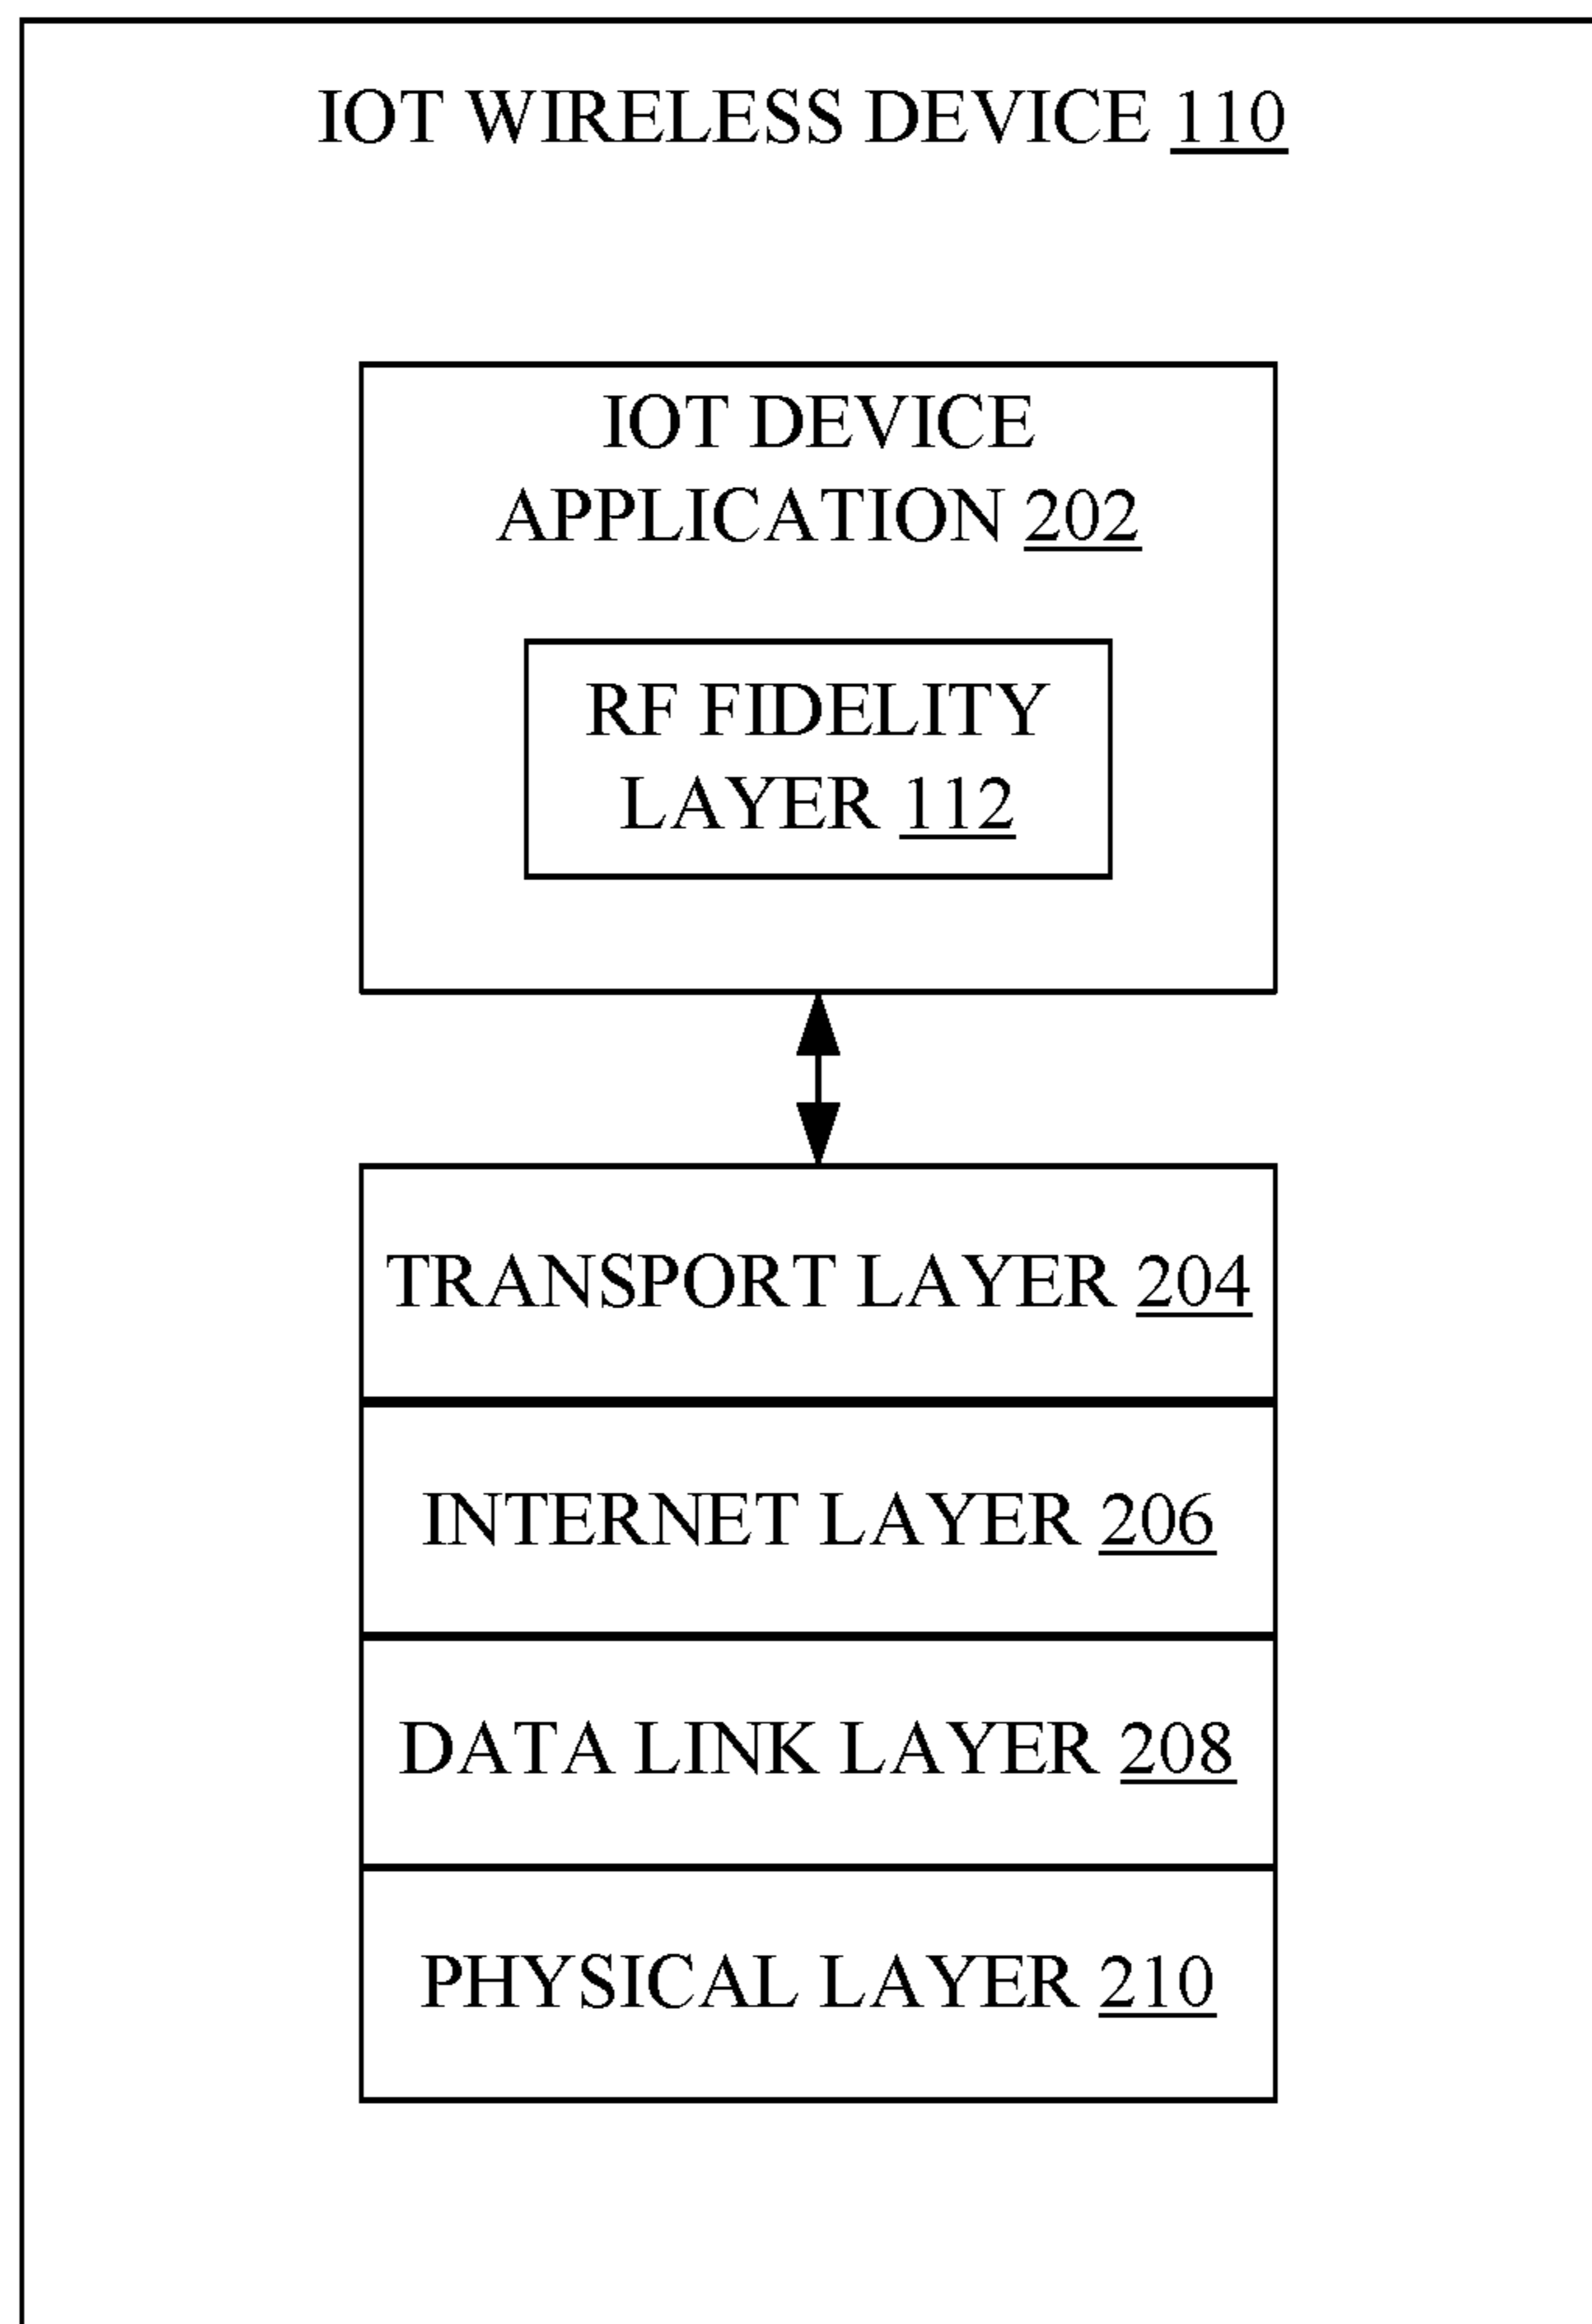 IOT WIRELESS DEVICE 110
IOT DEVICE
APPLICATION 202
RF FIDELITY
LAYER 112
TRANSPORT LAYER 204
INTERNET LAYER 206
DATA LINK LAYER 208
PHYSICAL LAYER 210